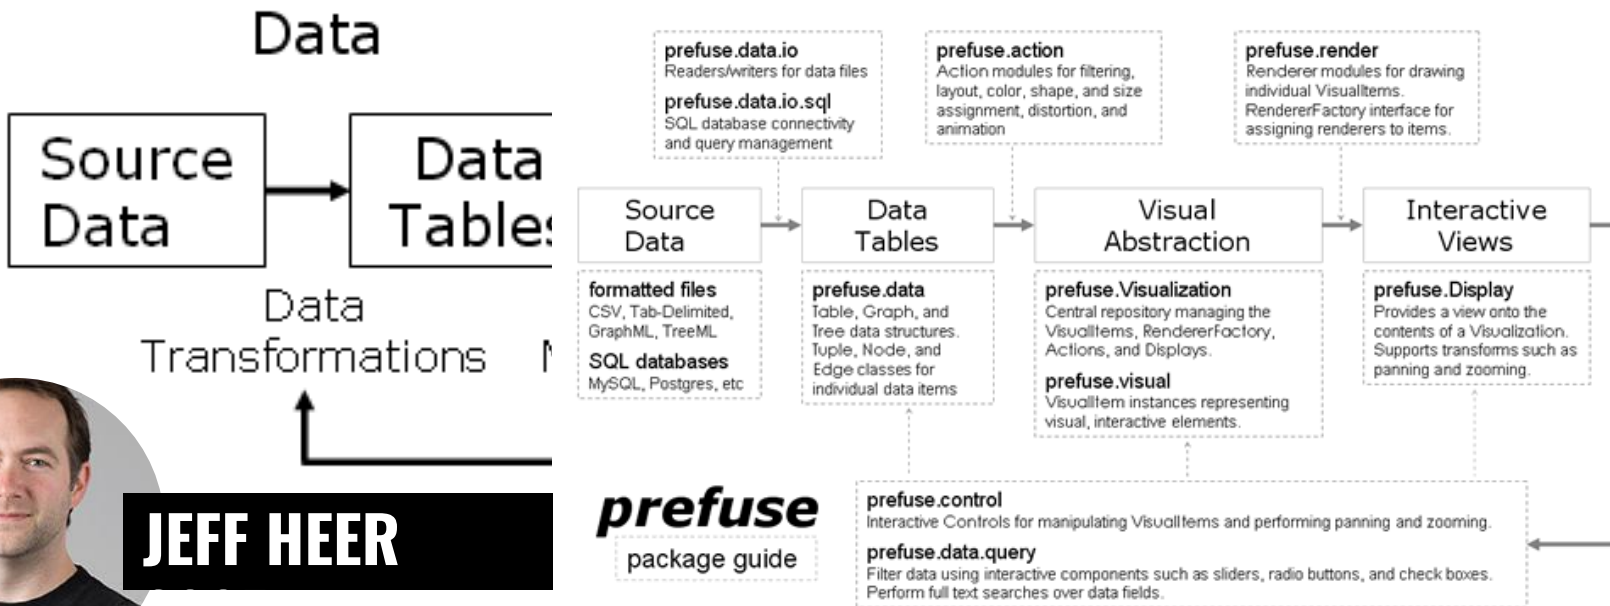 Data
Source
Data
Data
Tables
Data
Transformations
JEFF HEER
prefuse.data.io
Readers/writers for data files
prefuse.data.io.sql
SQL database connectivity
and query management
prefuse.action
Action modules for filtering,
layout, color, shape, and size
assignment, distortion, and
animation
prefuse.render
Renderer modules for drawing
individual VisualItems.
RendererFactory interface for
assigning renderers to items.
Source
Data
Data
Tables
Visual
Abstraction
Interactive
Views
formatted files
CSV, Tab-Delimited,
GraphML, TreeML
SQL databases
MySQL, Postgres, etc
prefuse.data
Table, Graph, and
Tree data structures.
Tuple, Node, and
Edge classes for
individual data items
prefuse.Visualization
Central repository managing the
VisualItems, RendererFactory,
Actions, and Displays.
prefuse.visual
VisualItem instances representing
visual, interactive elements.
prefuse.Display
Provides a view onto the
contents of a Visualization.
Supports transforms such as
panning and zooming.
prefuse
package guide
prefuse.control
Interactive Controls for manipulating VisualItems and performing panning and zooming.
prefuse.data.query
Filter data using interactive components such as sliders, radio buttons, and check boxes.
Perform full text searches over data fields.